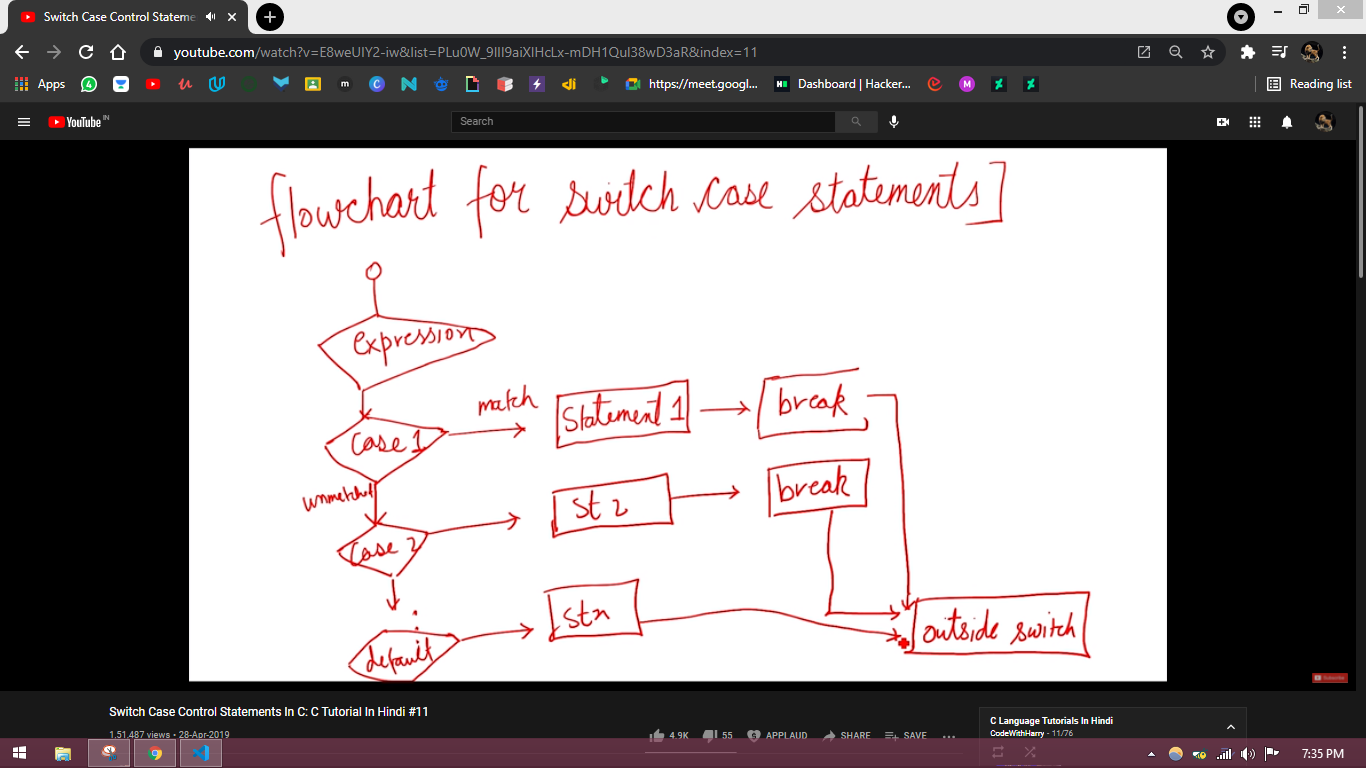 Switch Case Control Stateme
youtube.com/watch?v=E8weUlY2-iw&list=PLu0W_9lII9aiXlHcLx-mDH1Qul38wD3aR&index=11
Apps
https://meet.googl...
Dashboard | Hacker...
Reading list
YouTube IN
Search
flowchart for switch case statements]
expression
match
Statement 1
break
Case 1
unmatched
St 2
break
Case 2
Stn
outside switch
default
Subscribe
Switch Case Control Statements In C: C Tutorial In Hindi #11
1,51,487 views • 28-Apr-2019
4.9K
55
APPLAUD
SHARE
SAVE
C Language Tutorials In Hindi
CodeWithHarry - 11/76
7:35 PM